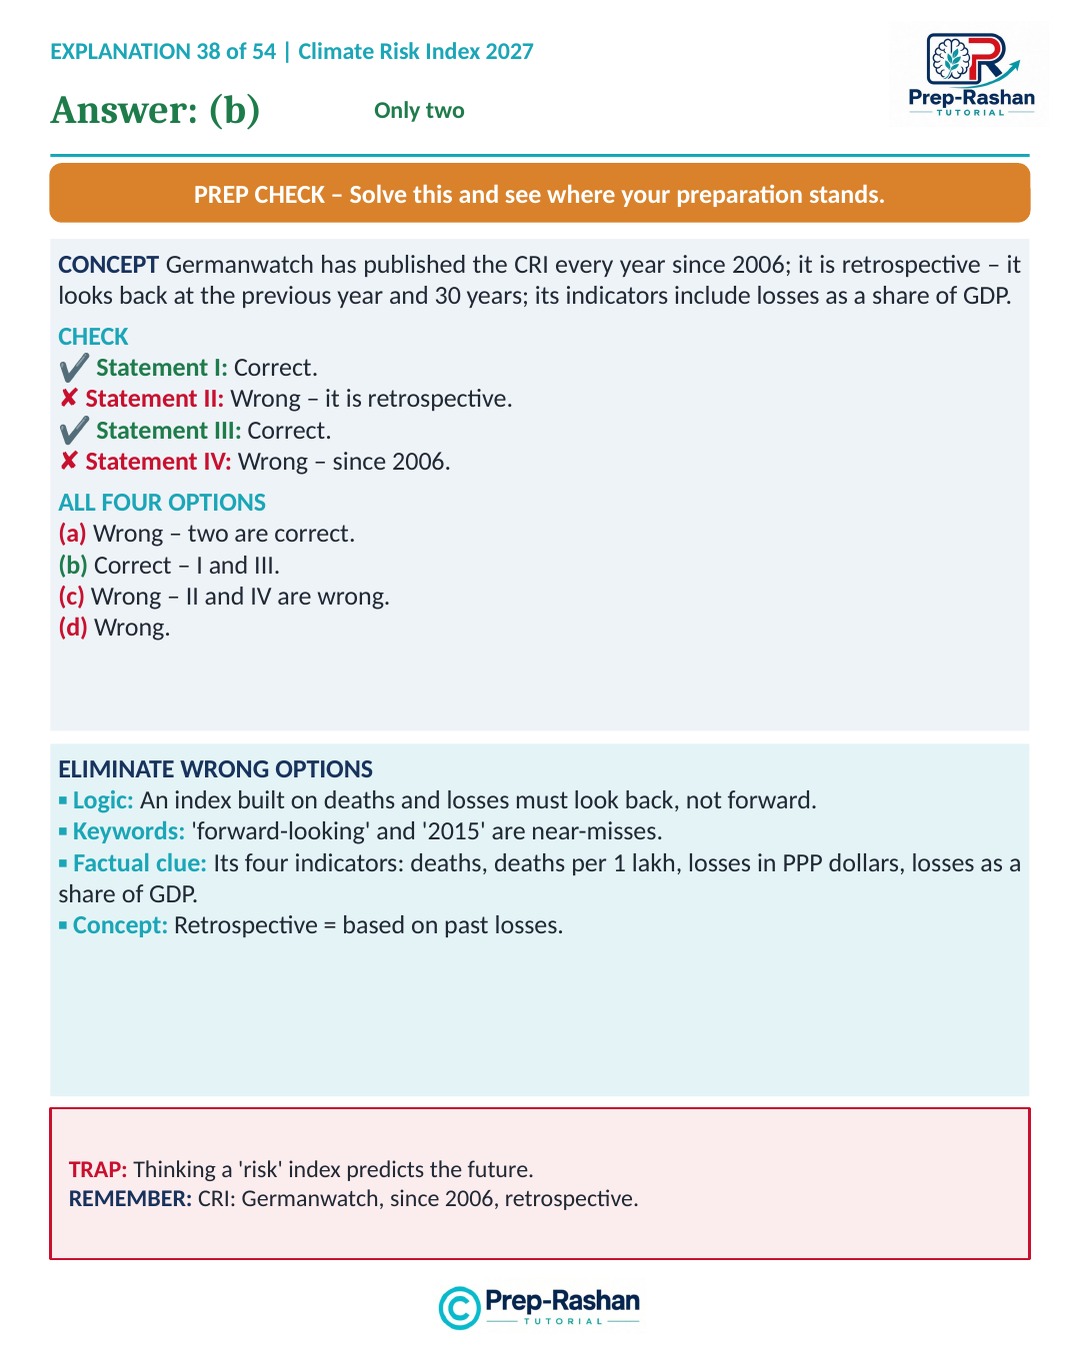 EXPLANATION 38 of 54 | Climate Risk Index 2027
Prep-Rashan
TUTORIAL
Answer: (b) Only two
PREP CHECK – Solve this and see where your preparation stands.
CONCEPT Germanwatch has published the CRI every year since 2006; it is retrospective – it
looks back at the previous year and 30 years; its indicators include losses as a share of GDP.
CHECK
✔ Statement I: Correct.
✘ Statement II: Wrong – it is retrospective.
✔ Statement III: Correct.
✘ Statement IV: Wrong – since 2006.
ALL FOUR OPTIONS
(a) Wrong – two are correct.
(b) Correct – I and III.
(c) Wrong – II and IV are wrong.
(d) Wrong.
ELIMINATE WRONG OPTIONS
▪ Logic: An index built on deaths and losses must look back, not forward.
▪ Keywords: 'forward-looking' and '2015' are near-misses.
▪ Factual clue: Its four indicators: deaths, deaths per 1 lakh, losses in PPP dollars, losses as a
share of GDP.
▪ Concept: Retrospective = based on past losses.
TRAP: Thinking a 'risk' index predicts the future.
REMEMBER: CRI: Germanwatch, since 2006, retrospective.
© Prep-Rashan
TUTORIAL